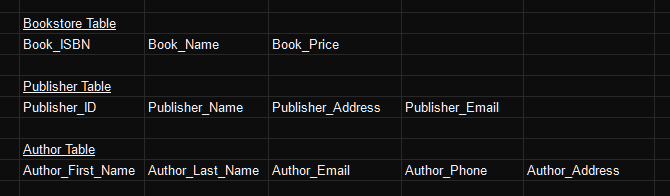 Bookstore Table
Book_ISBN Book_Name Book_Price
Publisher Table
Publisher_ID Publisher_Name Publisher_Address Publisher_Email
Author Table
Author_First_Name Author_Last_Name Author_Email Author_Phone Author_Address